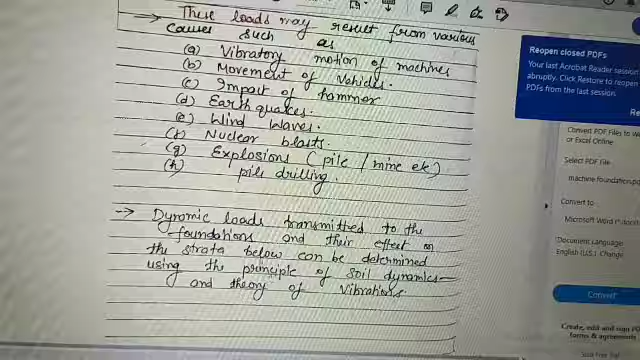 → These loads may result from various
causes such as
(a) Vibratory motion of machines
(b) Movement of Vehicles.
(c) Impact of hammer
(d) Earth quakes.
(e) Wind Waves.
(f) Nuclear blasts.
(g) Explosions (pile / mine etc)
(h) pile drilling.
→ Dynamic loads transmitted to the
foundations and their effect on
the strata below can be determined
using the principle of soil dynamics
and theory of Vibrations.
Reopen closed PDFs
Your last Acrobat Reader session
abruptly. Click Restore to reopen
PDFs from the last session.
Convert PDF Files to
or Excel Online
Select PDF File
machine foundation
Convert to
Microsoft Word
Document Language:
English (U.S.) Change
Convert
Create, edit and sign
forms & agreements